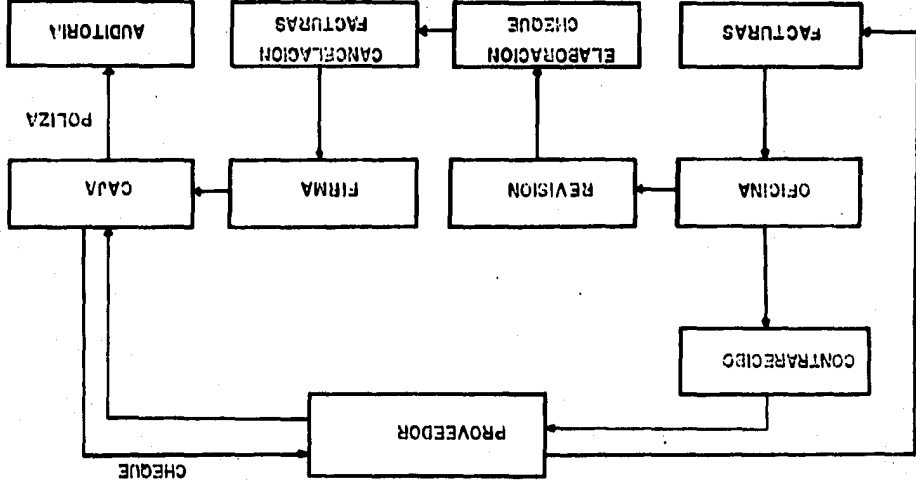 CHEQUE
PROVEEDOR
CONTRARECIBO
OFICINA
REVISION
FIRMA
CAJA
POLIZA
FACTURAS
ELABORACION
CHEQUE
CANCELACION
FACTURAS
AUDITORIA